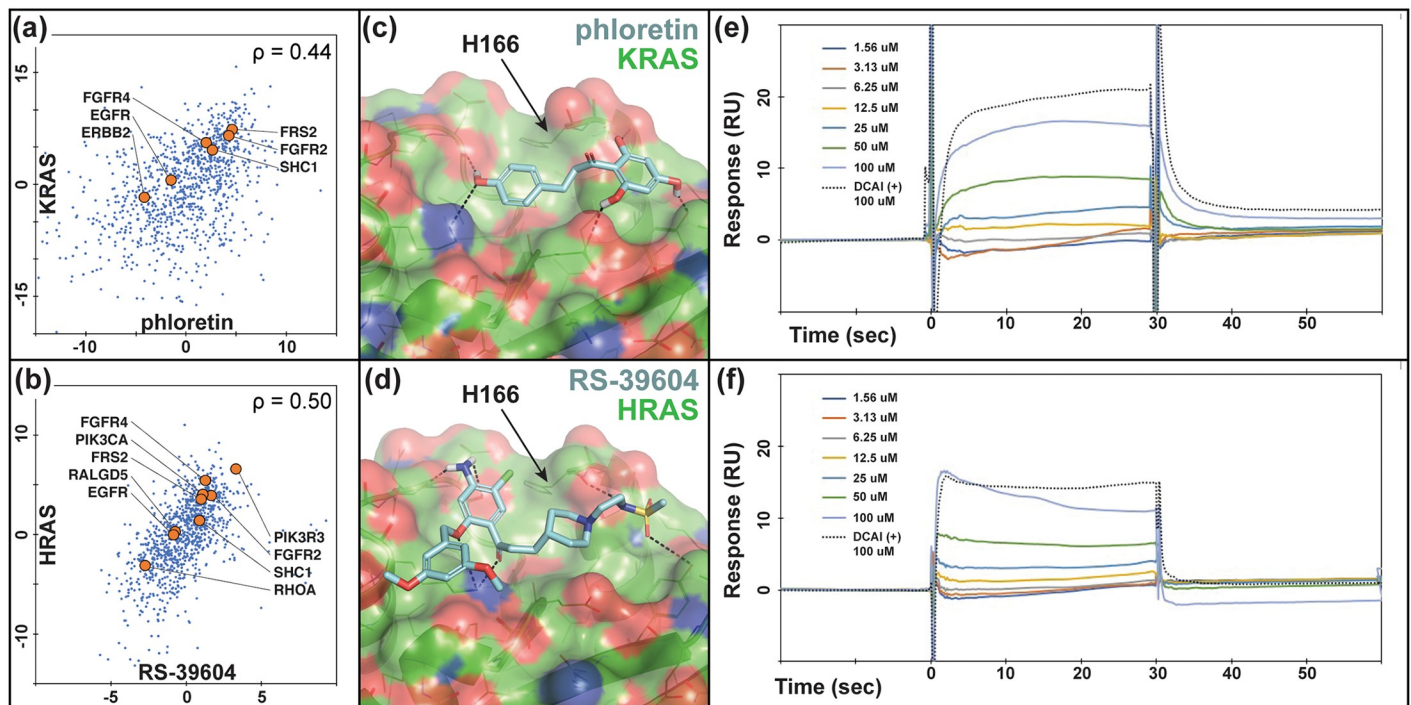 (a)
ρ = 0.44
15
0
-15
KRAS
FGFR4
EGFR
ERBB2
FRS2
FGFR2
SHC1
phloretin
-10 0 10
(c)
phloretin
KRAS
H166
(e)
Response (RU)
20
10
0
1.56 uM
3.13 uM
6.25 uM
12.5 uM
25 uM
50 uM
100 uM
DCAI (+)
100 uM
Time (sec)
0 10 20 30 40 50
(b)
ρ = 0.50
10
0
-10
HRAS
FGFR4
PIK3CA
FRS2
RALGD5
EGFR
PIK3R3
FGFR2
SHC1
RHOA
RS-39604
-5 0 5
(d)
RS-39604
HRAS
H166
(f)
Response (RU)
20
10
0
1.56 uM
3.13 uM
6.25 uM
12.5 uM
25 uM
50 uM
100 uM
DCAI (+)
100 uM
Time (sec)
0 10 20 30 40 50